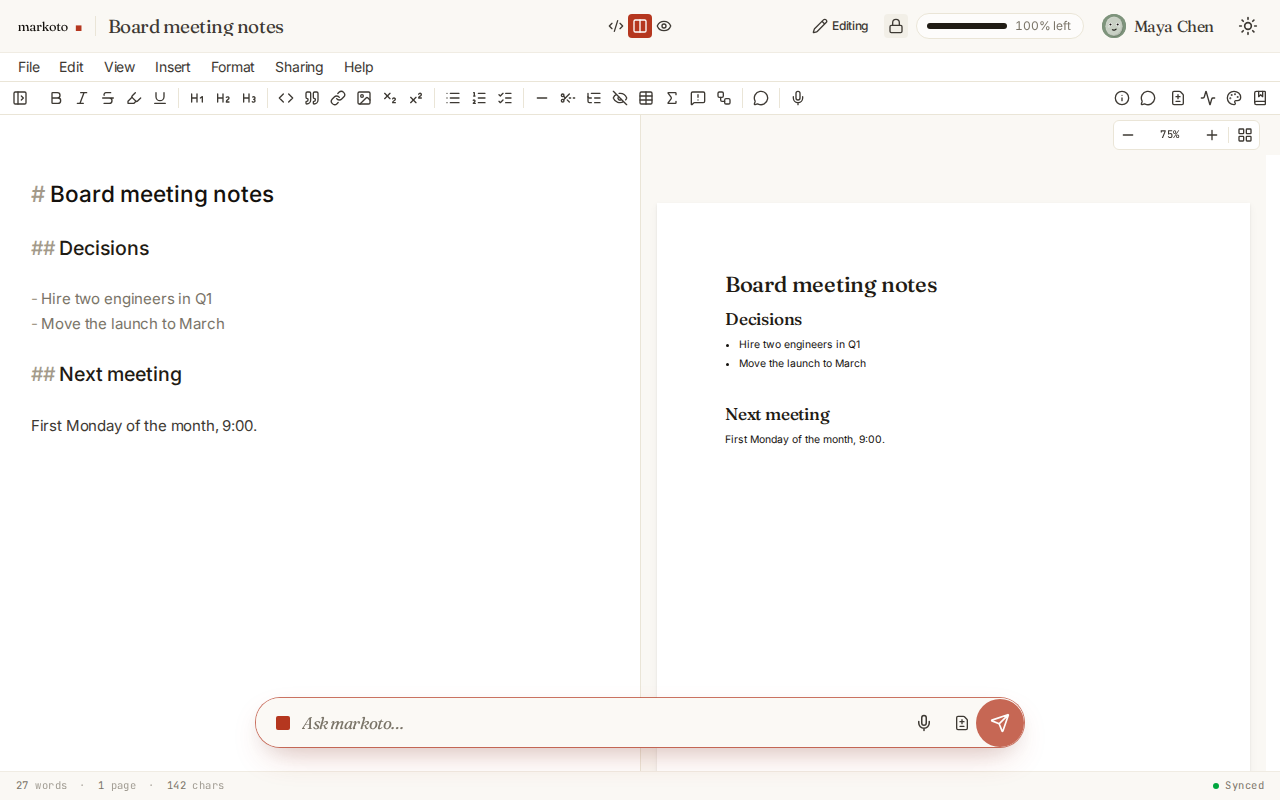 markoto
Board meeting notes
Editing
100% left
Maya Chen
File Edit View Insert Format Sharing Help
B I S U H1 H2 H3 X2 x2
75%
# Board meeting notes
## Decisions
- Hire two engineers in Q1
- Move the launch to March
## Next meeting
First Monday of the month, 9:00.
Board meeting notes
Decisions
• Hire two engineers in Q1
• Move the launch to March
Next meeting
First Monday of the month, 9:00.
Ask markoto...
27 words · 1 page · 142 chars
Synced